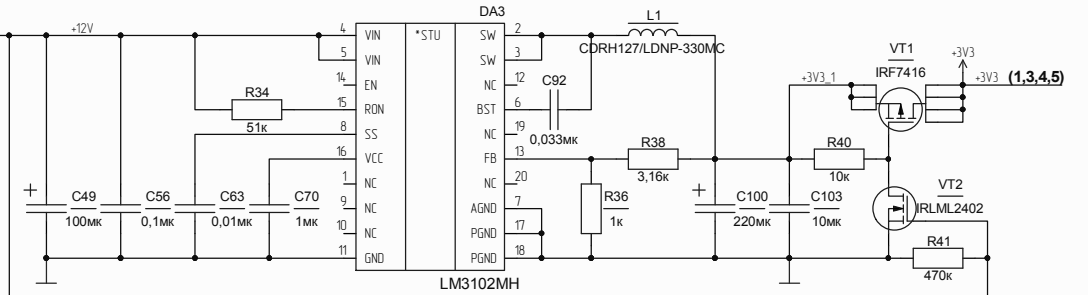 DA3
L1
+12V
4 VIN *STU SW 2
CDRH127/LDNP-330MC
5 VIN SW 3
14 EN NC 12
C92
15 RON BST 6
R34
51к
0,033мк
8 SS NC 19
16 VCC FB 13
1 NC NC 20
9 NC AGND 7
10 NC PGND 17
11 GND PGND 18
LM3102MH
VT1
IRF7416
+3V3_1
+3V3
+3V3 (1,3,4,5)
R38
3,16к
R40
10к
C49
100мк
C56
0,1мк
C63
0,01мк
C70
1мк
R36
1к
C100
220мк
C103
10мк
VT2
IRLML2402
R41
470к
+
+